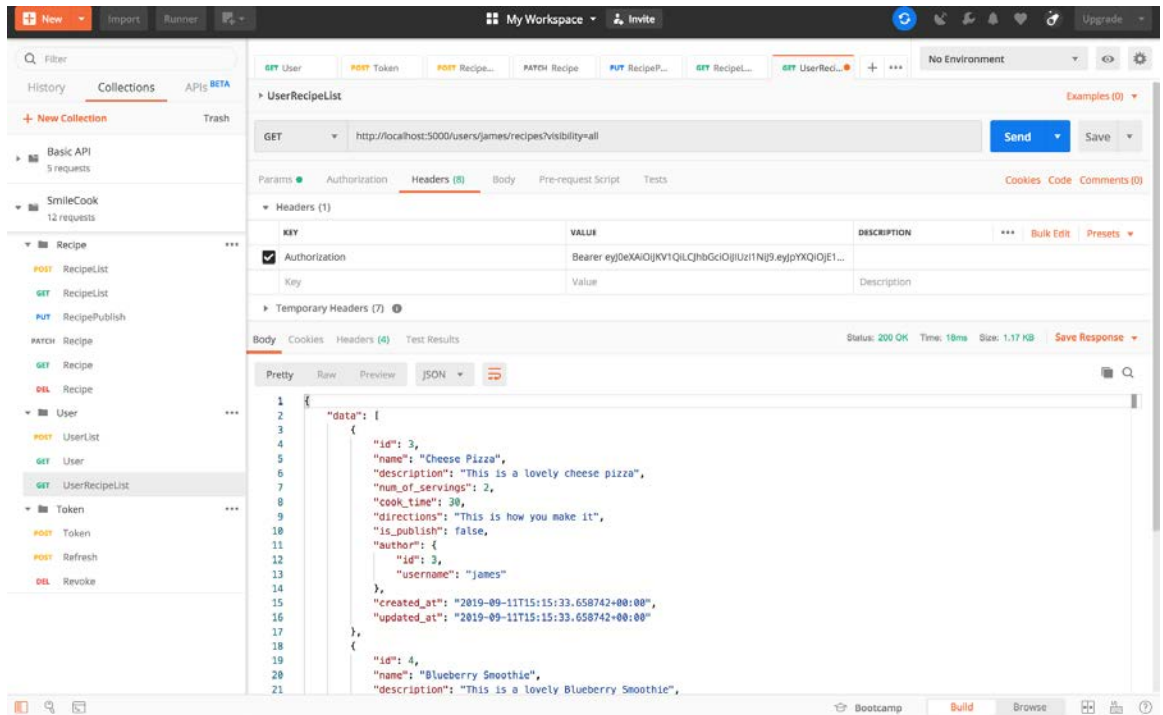 New Import Runner My Workspace Invite Upgrade
Filter
History Collections APIs BETA
+ New Collection Trash
Basic API
5 requests
SmileCook
12 requests
Recipe
POST RecipeList
GET RecipeList
PUT RecipePublish
PATCH Recipe
GET Recipe
DEL Recipe
User
POST UserList
GET User
GET UserRecipeList
Token
POST Token
POST Refresh
DEL Revoke
GET User POST Token POST Recipe... PATCH Recipe PUT RecipeP... GET RecipeL... GET UserReci... + ••• No Environment
UserRecipeList Examples (0)
GET http://localhost:5000/users/james/recipes?visibility=all Send Save
Params Authorization Headers (8) Body Pre-request Script Tests Cookies Code Comments (0)
Headers (1)
KEY VALUE DESCRIPTION ••• Bulk Edit Presets
Authorization Bearer eyJ0eXAiOiJKV1QiLCJhbGciOiJIUzI1NiJ9.eyJpYXQiOjE1...
Key Value Description
Temporary Headers (7)
Body Cookies Headers (4) Test Results Status: 200 OK Time: 18ms Size: 1.17 KB Save Response
Pretty Raw Preview JSON
1 {
2 "data": [
3 {
4 "id": 3,
5 "name": "Cheese Pizza",
6 "description": "This is a lovely cheese pizza",
7 "num_of_servings": 2,
8 "cook_time": 30,
9 "directions": "This is how you make it",
10 "is_publish": false,
11 "author": {
12 "id": 3,
13 "username": "james"
14 },
15 "created_at": "2019-09-11T15:15:33.658742+00:00",
16 "updated_at": "2019-09-11T15:15:33.658742+00:00"
17 },
18 {
19 "id": 4,
20 "name": "Blueberry Smoothie",
21 "description": "This is a lovely Blueberry Smoothie",
Bootcamp Build Browse